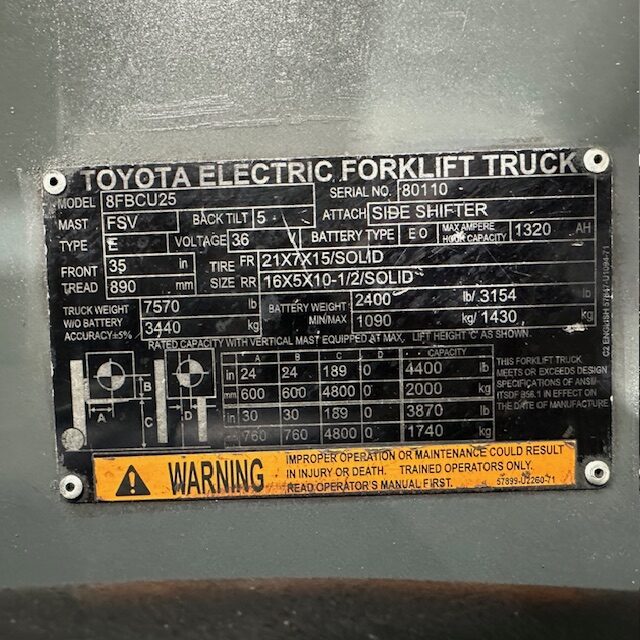 TOYOTA ELECTRIC FORKLIFT TRUCK
MODEL 8FBCU25 SERIAL NO. 80110
MAST FSV BACK TILT 5 ATTACH SIDE SHIFTER
TYPE E VOLTAGE 36 BATTERY TYPE E O MAX AMPERE HOUR CAPACITY 1320 AH
FRONT 35 in TIRE FR 21X7X15/SOLID
TREAD 890 mm SIZE RR 16X5X10-1/2/SOLID
TRUCK WEIGHT 7570 lb BATTERY WEIGHT 2400 lb/ 3154
W/O BATTERY 3440 kg MIN/MAX 1090 kg/ 1430
ACCURACY±5%
RATED CAPACITY WITH VERTICAL MAST EQUIPPED AT MAX. LIFT HEIGHT 'C' AS SHOWN.
A B C D CAPACITY
in 24 24 189 0 4400 lb
mm 600 600 4800 0 2000 kg
in 30 30 189 0 3870 lb
760 760 4800 0 1740 kg
A B C D
THIS FORKLIFT TRUCK
MEETS OR EXCEEDS DESIGN
SPECIFICATIONS OF ANSI/
ITSDF B56.1 IN EFFECT ON
THE DATE OF MANUFACTURE
C2 ENGLISH
WARNING
IMPROPER OPERATION OR MAINTENANCE COULD RESULT
IN INJURY OR DEATH. TRAINED OPERATORS ONLY.
READ OPERATOR'S MANUAL FIRST. 57899-U2260-71